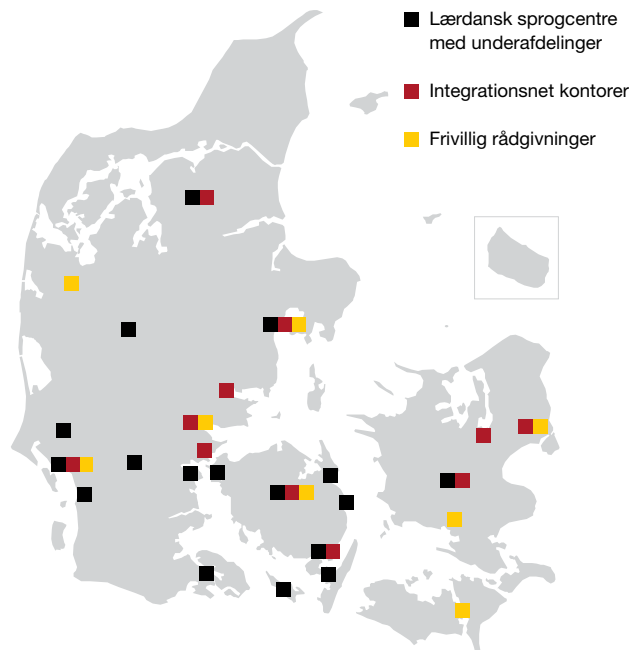 Lærdansk sprogcentre
med underafdelinger
Integrationsnet kontorer
Frivillig rådgivninger